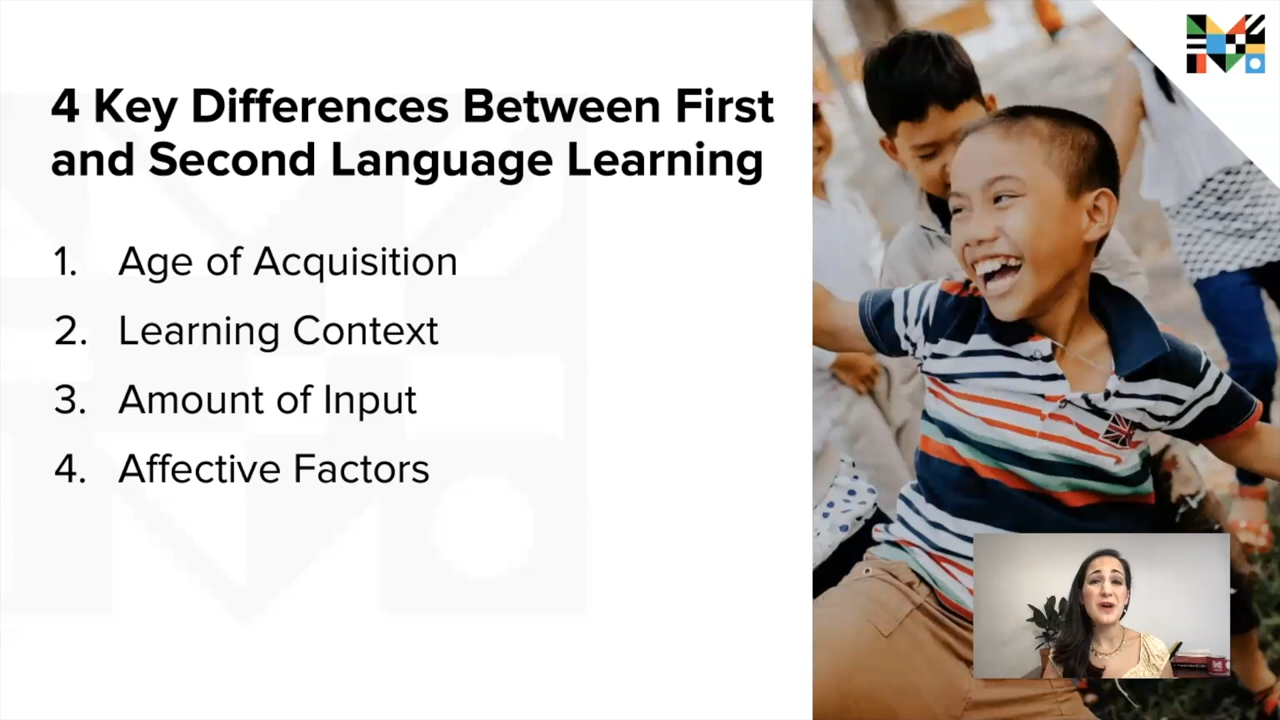 4 Key Differences Between First
and Second Language Learning
1. Age of Acquisition
2. Learning Context
3. Amount of Input
4. Affective Factors